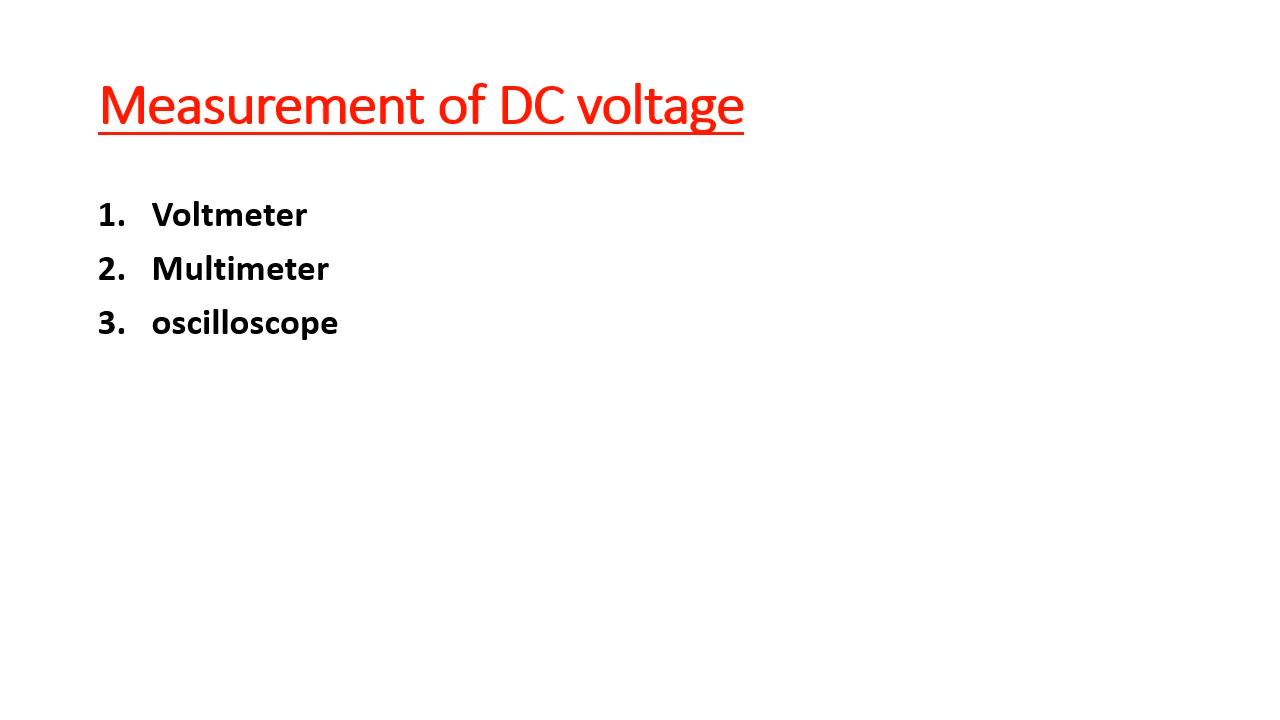 Measurement of DC voltage
1. Voltmeter
2. Multimeter
3. oscilloscope